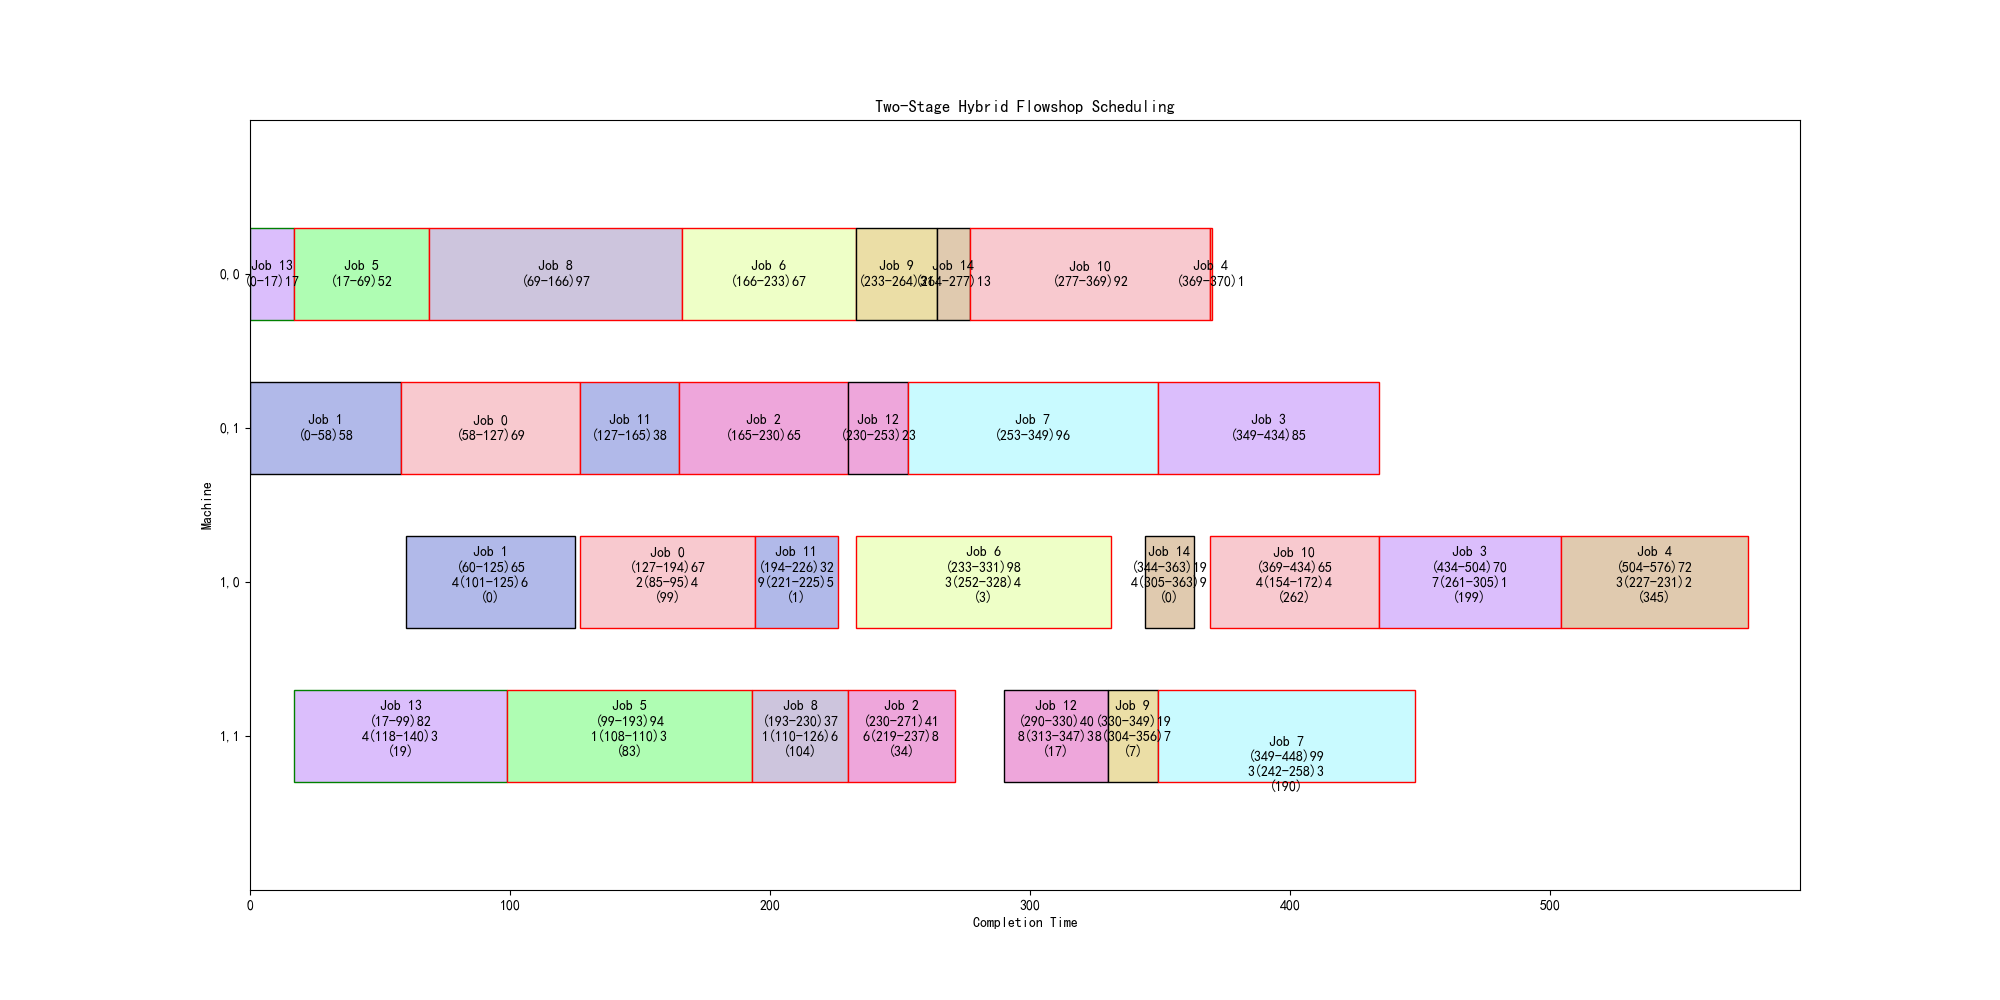 Two-Stage Hybrid Flowshop Scheduling
Machine
0,0
Job 13
(0-17)17
Job 5
(17-69)52
Job 8
(69-166)97
Job 6
(166-233)67
Job 9
(233-264)31
Job 14
(264-277)13
Job 10
(277-369)92
Job 4
(369-370)1
0,1
Job 1
(0-58)58
Job 0
(58-127)69
Job 11
(127-165)38
Job 2
(165-230)65
Job 12
(230-253)23
Job 7
(253-349)96
Job 3
(349-434)85
1,0
Job 1
(60-125)65
4(101-125)6
(0)
Job 0
(127-194)67
2(85-95)4
(99)
Job 11
(194-226)32
9(221-225)5
(1)
Job 6
(233-331)98
3(252-328)4
(3)
Job 14
(344-363)19
4(305-363)9
(0)
Job 10
(369-434)65
4(154-172)4
(262)
Job 3
(434-504)70
7(261-305)1
(199)
Job 4
(504-576)72
3(227-231)2
(345)
1,1
Job 13
(17-99)82
4(118-140)3
(19)
Job 5
(99-193)94
1(108-110)3
(83)
Job 8
(193-230)37
1(110-126)6
(104)
Job 2
(230-271)41
6(219-237)8
(34)
Job 12
(290-330)40
8(313-347)3
(17)
Job 9
(330-349)19
8(304-356)7
(7)
Job 7
(349-448)99
3(242-258)3
(190)
0
100
200
300
400
500
Completion Time